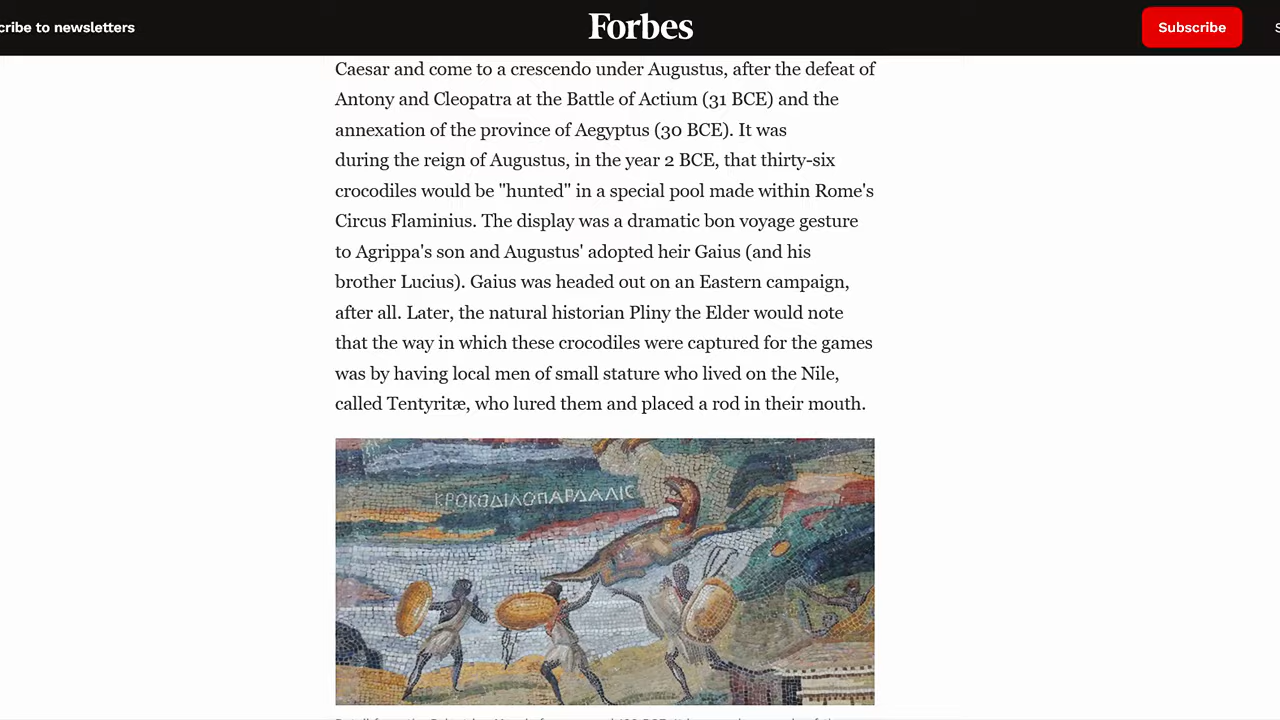 cribe to newsletters
Forbes
Subscribe
Caesar and come to a crescendo under Augustus, after the defeat of
Antony and Cleopatra at the Battle of Actium (31 BCE) and the
annexation of the province of Aegyptus (30 BCE). It was
during the reign of Augustus, in the year 2 BCE, that thirty-six
crocodiles would be "hunted" in a special pool made within Rome's
Circus Flaminius. The display was a dramatic bon voyage gesture
to Agrippa's son and Augustus' adopted heir Gaius (and his
brother Lucius). Gaius was headed out on an Eastern campaign,
after all. Later, the natural historian Pliny the Elder would note
that the way in which these crocodiles were captured for the games
was by having local men of small stature who lived on the Nile,
called Tentyritæ, who lured them and placed a rod in their mouth.
ΚΡΟΚΟΔΙΛΟΠΑΡΔΑΛΙϹ